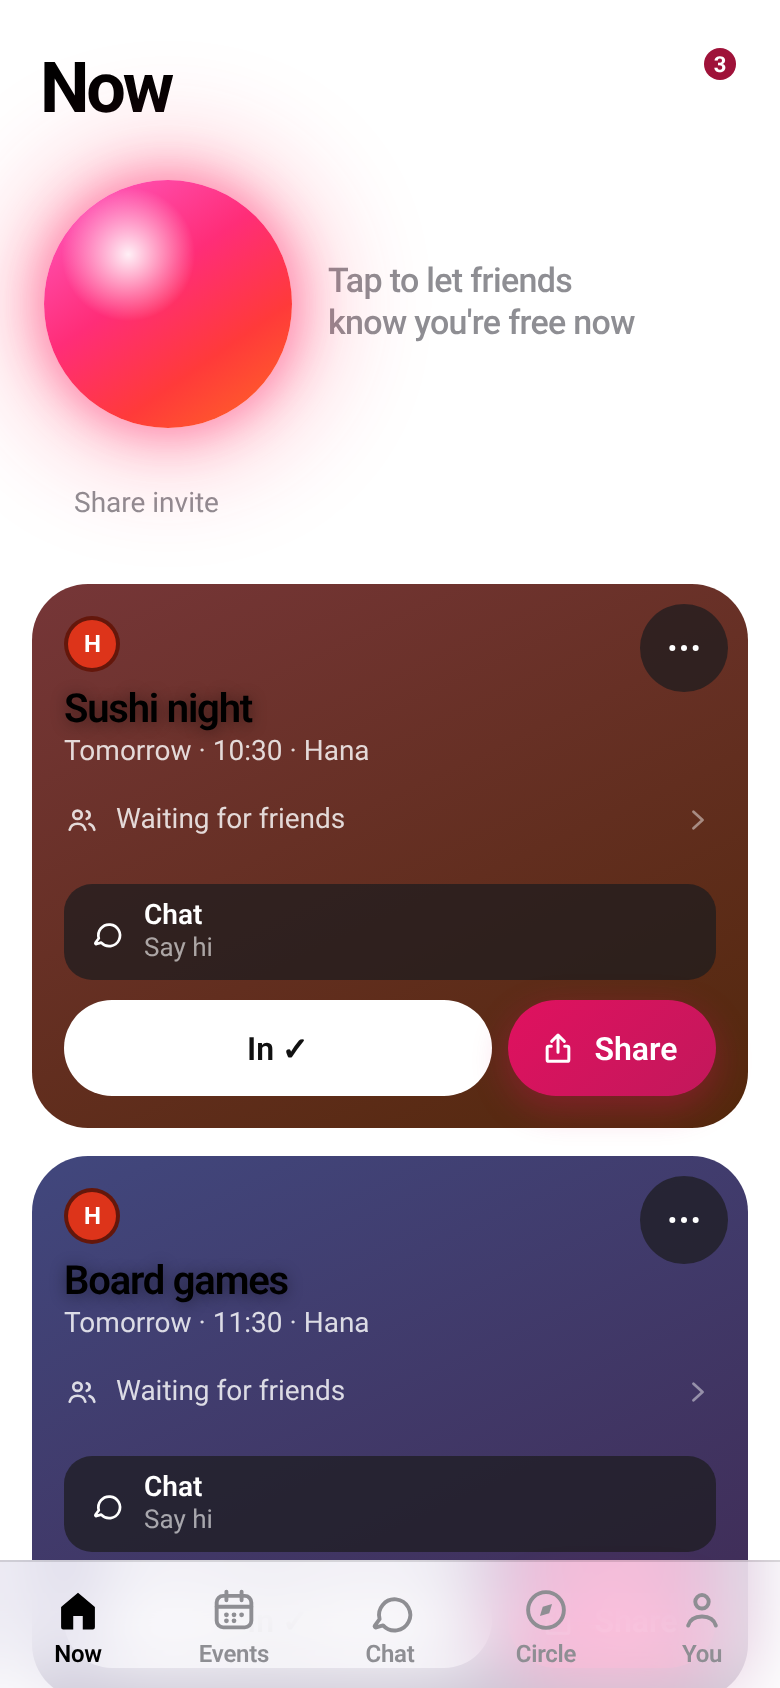 Now
3
Tap to let friends
know you're free now
Share invite
H
Sushi night
Tomorrow · 10:30 · Hana
Waiting for friends
Chat
Say hi
In ✓
Share
H
Board games
Tomorrow · 11:30 · Hana
Waiting for friends
Chat
Say hi
Now
Events
Chat
Circle
You